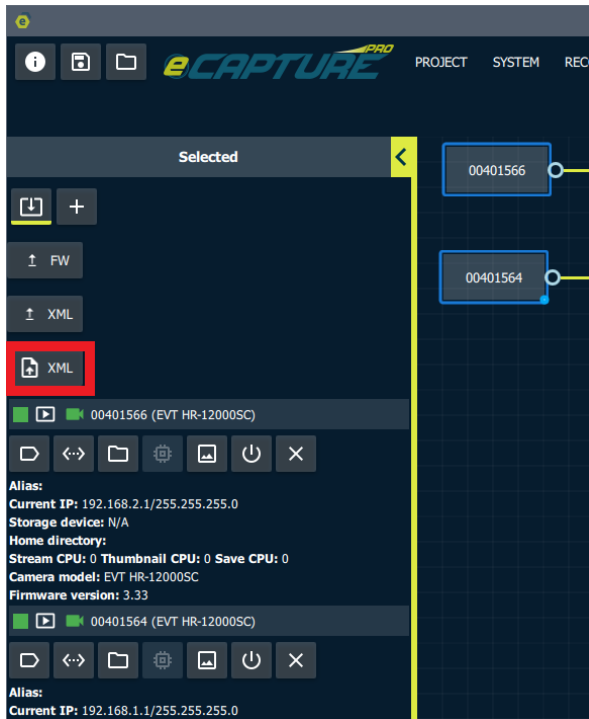 e
eCAPTURE PRO
PROJECT SYSTEM REC
Selected
00401566
+
FW
00401564
XML
XML
00401566 (EVT HR-12000SC)
Alias:
Current IP: 192.168.2.1/255.255.255.0
Storage device: N/A
Home directory:
Stream CPU: 0 Thumbnail CPU: 0 Save CPU: 0
Camera model: EVT HR-12000SC
Firmware version: 3.33
00401564 (EVT HR-12000SC)
Alias:
Current IP: 192.168.1.1/255.255.255.0